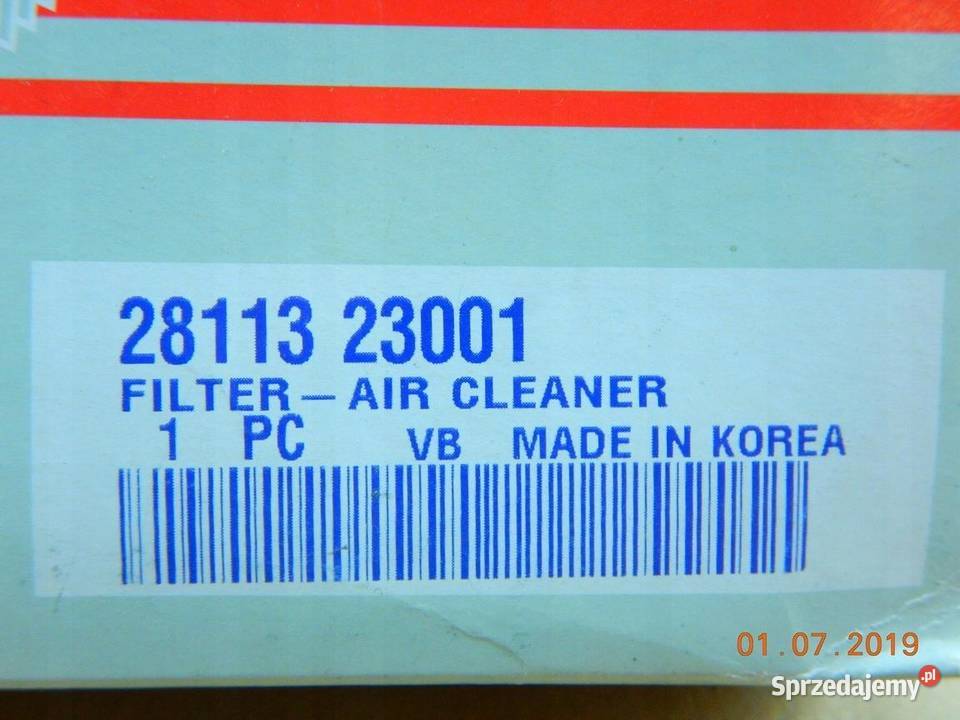 28113 23001
FILTER – AIR CLEANER
1 PC VB MADE IN KOREA
01.07.2019
Sprzedajemy.pl